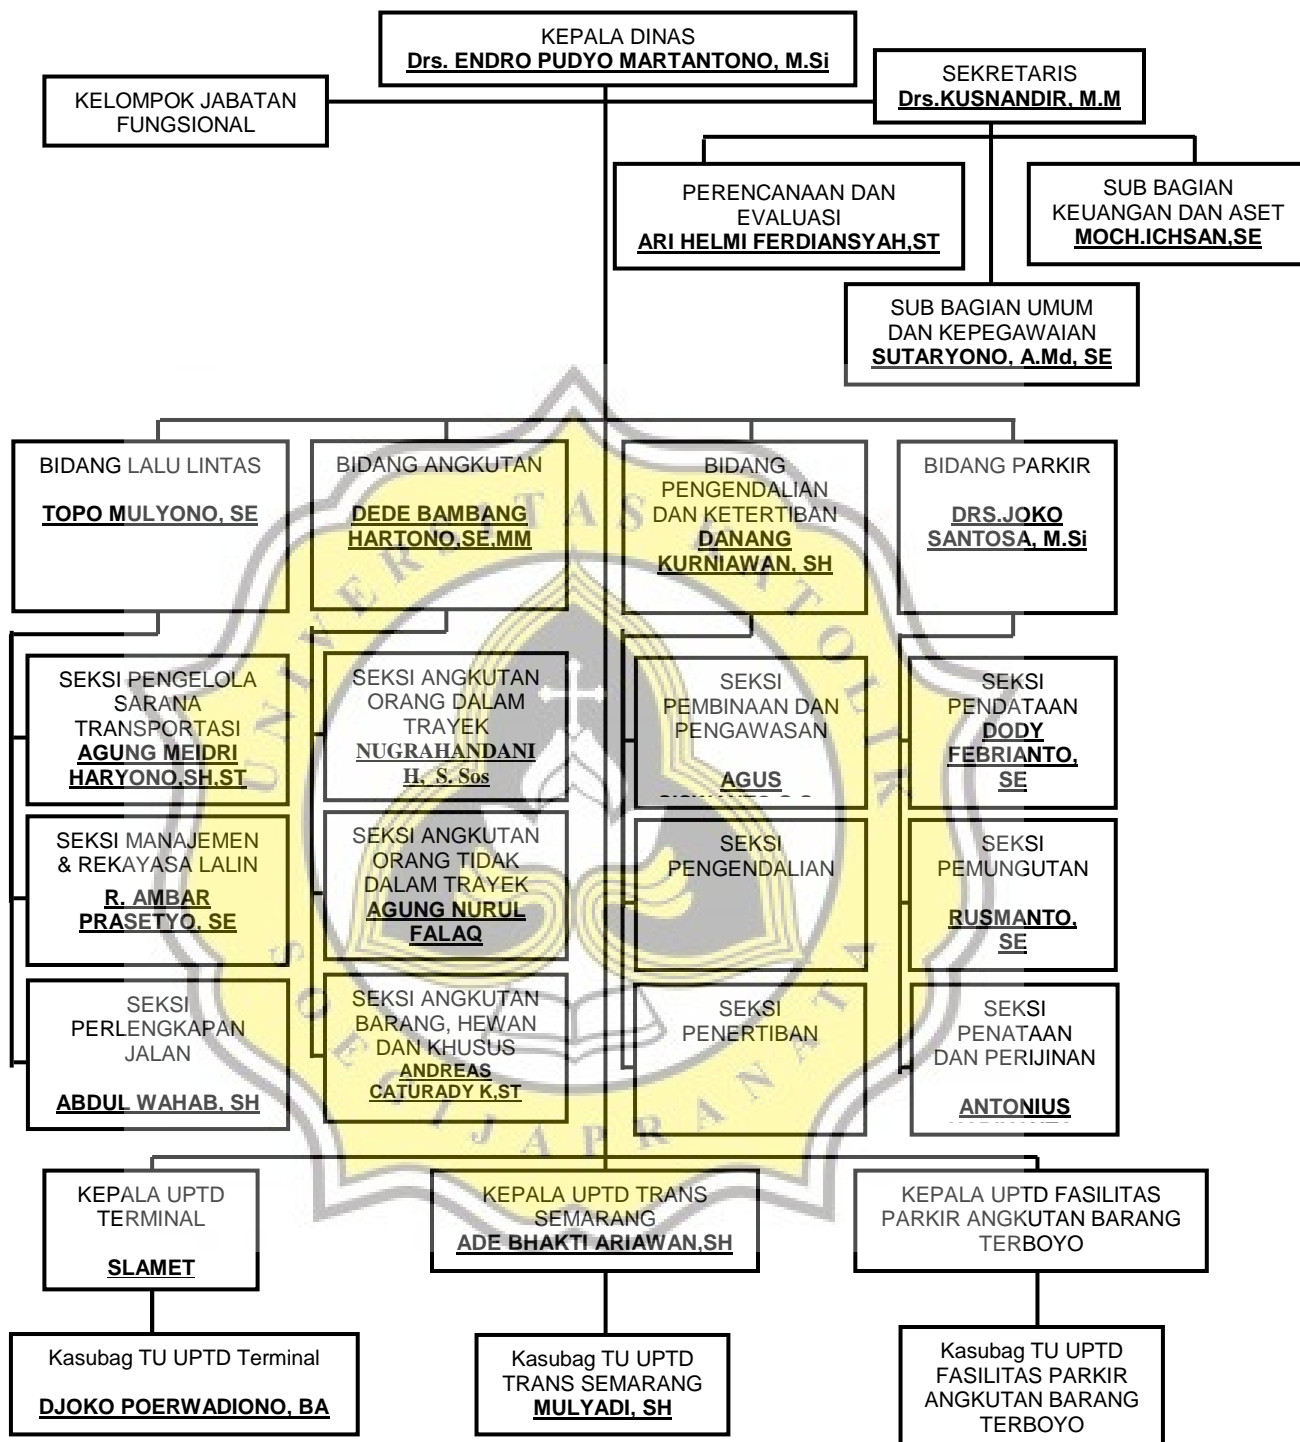 KEPALA DINAS
Drs. ENDRO PUDYO MARTANTONO, M.Si
SEKRETARIS
Drs.KUSNANDIR, M.M
KELOMPOK JABATAN
FUNGSIONAL
PERENCANAAN DAN
EVALUASI
ARI HELMI FERDIANSYAH,ST
SUB BAGIAN
KEUANGAN DAN ASET
MOCH.ICHSAN,SE
SUB BAGIAN UMUM
DAN KEPEGAWAIAN
SUTARYONO, A.Md, SE
BIDANG LALU LINTAS
TOPO MULYONO, SE
BIDANG ANGKUTAN
DEDE BAMBANG
HARTONO,SE,MM
BIDANG
PENGENDALIAN
DAN KETERTIBAN
DANANG
KURNIAWAN, SH
BIDANG PARKIR
DRS.JOKO
SANTOSA, M.Si
SEKSI PENGELOLA
SARANA
TRANSPORTASI
AGUNG MEIDRI
HARYONO,SH,ST
SEKSI ANGKUTAN
ORANG DALAM
TRAYEK
NUGRAHANDANI
H, S. Sos
SEKSI
PEMBINAAN DAN
PENGAWASAN
AGUS
SEKSI
PENDATAAN
DODY
FEBRIANTO,
SE
SEKSI MANAJEMEN
& REKAYASA LALIN
R. AMBAR
PRASETYO, SE
SEKSI ANGKUTAN
ORANG TIDAK
DALAM TRAYEK
AGUNG NURUL
FALAQ
SEKSI
PENGENDALIAN
SEKSI
PEMUNGUTAN
RUSMANTO,
SE
SEKSI
PERLENGKAPAN
JALAN
ABDUL WAHAB, SH
SEKSI ANGKUTAN
BARANG, HEWAN
DAN KHUSUS
ANDREAS
CATURADY K,ST
SEKSI
PENERTIBAN
SEKSI
PENATAAN
DAN PERIJINAN
ANTONIUS
KEPALA UPTD
TERMINAL
SLAMET
KEPALA UPTD TRANS
SEMARANG
ADE BHAKTI ARIAWAN,SH
KEPALA UPTD FASILITAS
PARKIR ANGKUTAN BARANG
TERBOYO
Kasubag TU UPTD Terminal
DJOKO POERWADIONO, BA
Kasubag TU UPTD
TRANS SEMARANG
MULYADI, SH
Kasubag TU UPTD
FASILITAS PARKIR
ANGKUTAN BARANG
TERBOYO
UNIVERSITAS KATOLIK
SOEGIJAPRANATA